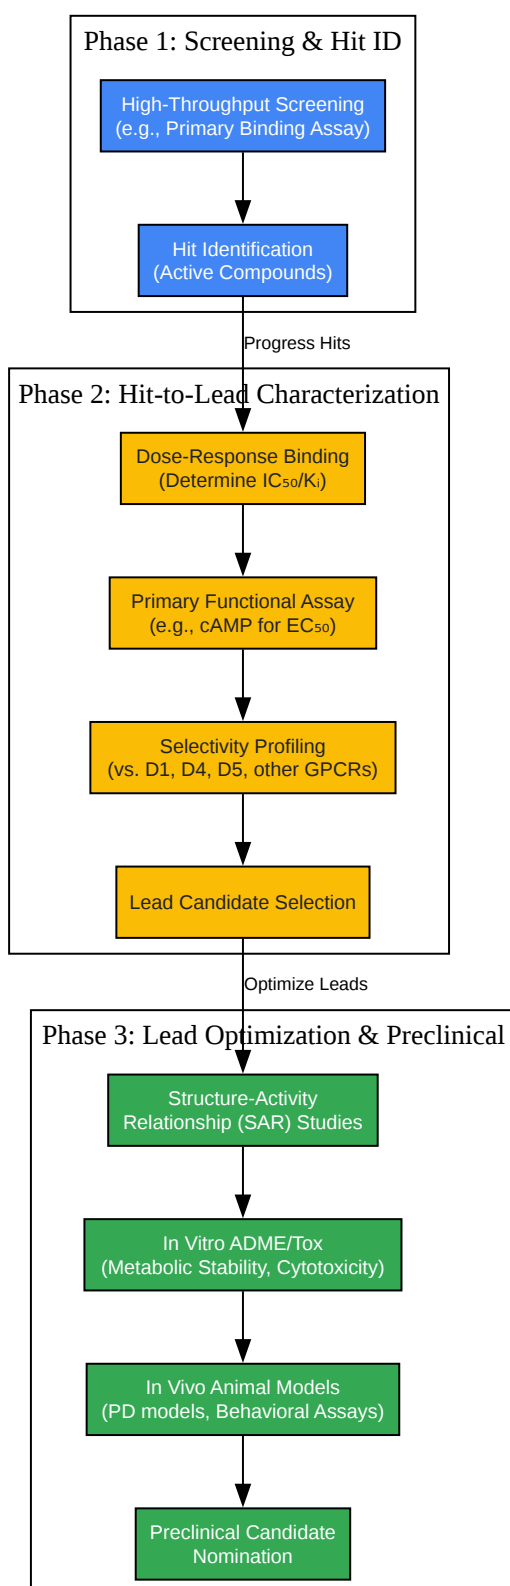 Phase 1: Screening & Hit ID
High-Throughput Screening
(e.g., Primary Binding Assay)
Hit Identification
(Active Compounds)
Progress Hits
Phase 2: Hit-to-Lead Characterization
Dose-Response Binding
(Determine IC₅₀/Kᵢ)
Primary Functional Assay
(e.g., cAMP for EC₅₀)
Selectivity Profiling
(vs. D1, D4, D5, other GPCRs)
Lead Candidate Selection
Optimize Leads
Phase 3: Lead Optimization & Preclinical
Structure-Activity
Relationship (SAR) Studies
In Vitro ADME/Tox
(Metabolic Stability, Cytotoxicity)
In Vivo Animal Models
(PD models, Behavioral Assays)
Preclinical Candidate
Nomination